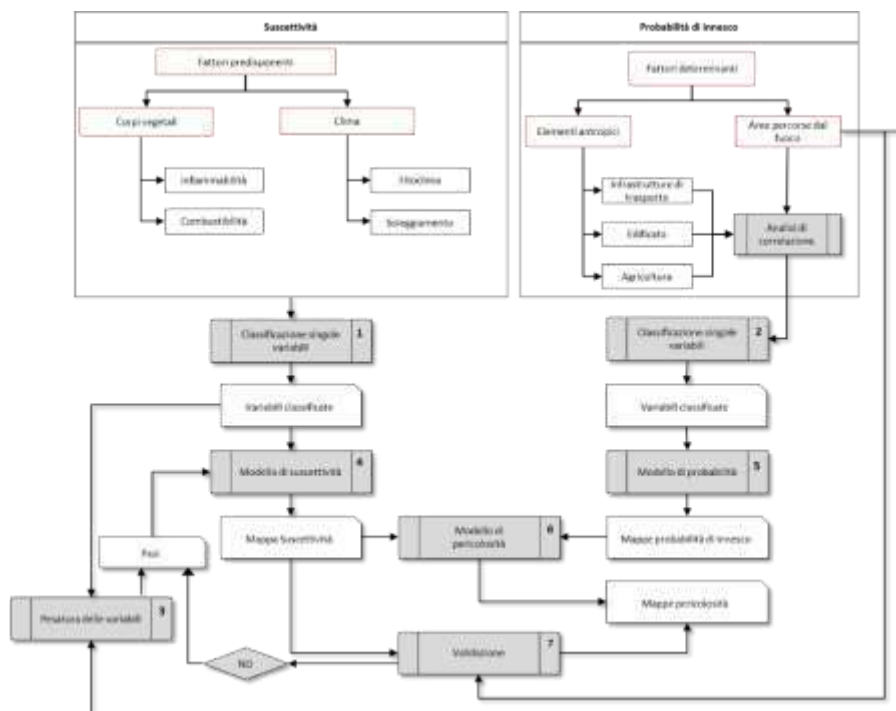 Suscettività
Probabilità di innesco
Fattori predisponenti
Fattori determinanti
Corpi vegetali
Clima
Elementi antropici
Aree percorse dal
fuoco
Infiammabilità
Fitoclima
Infrastrutture di
trasporto
Combustibilità
Soleggiamento
Edificato
Analisi di
correlazione
Agricoltura
Classificazione singole
variabili
1
Classificazione singole
variabili
2
Variabili classificate
Variabili classificate
Modello di suscettività
4
Modello di probabilità
5
Mappe Suscettività
Modello di
pericolosità
6
Mappe probabilità di innesco
Pesi
Mappe pericolosità
Pesatura delle variabili
3
Validazione
7
NO